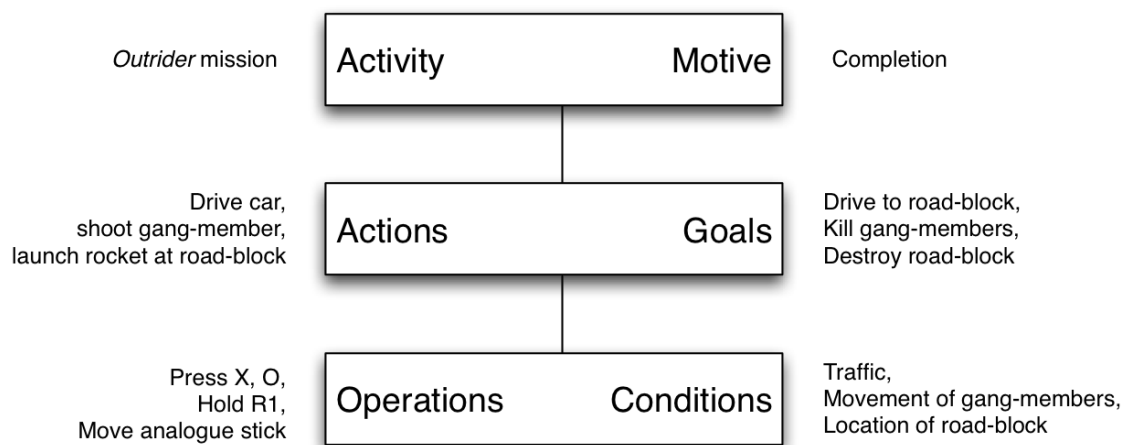 Outrider mission
Activity Motive
Completion
Drive car,
shoot gang-member,
launch rocket at road-block
Actions Goals
Drive to road-block,
Kill gang-members,
Destroy road-block
Press X, O,
Hold R1,
Move analogue stick
Operations Conditions
Traffic,
Movement of gang-members,
Location of road-block